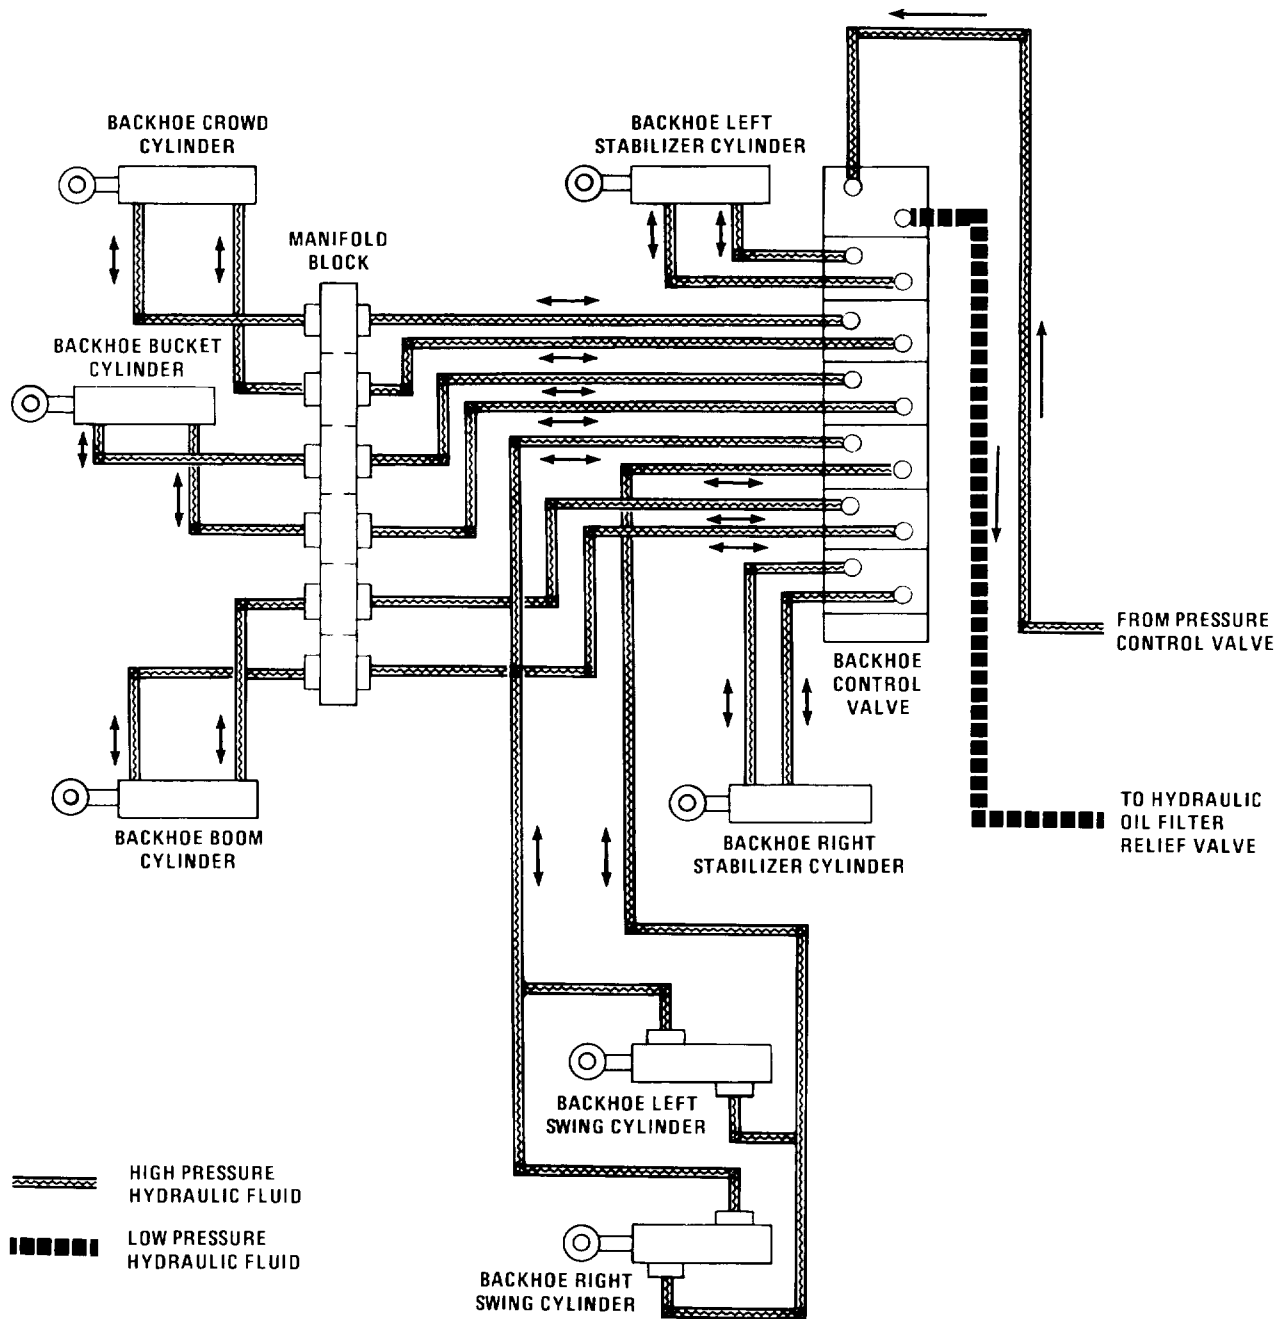 BACKHOE CROWD
CYLINDER
BACKHOE LEFT
STABILIZER CYLINDER
MANIFOLD
BLOCK
BACKHOE BUCKET
CYLINDER
FROM PRESSURE
CONTROL VALVE
BACKHOE
CONTROL
VALVE
TO HYDRAULIC
OIL FILTER
RELIEF VALVE
BACKHOE BOOM
CYLINDER
BACKHOE RIGHT
STABILIZER CYLINDER
BACKHOE LEFT
SWING CYLINDER
HIGH PRESSURE
HYDRAULIC FLUID
LOW PRESSURE
HYDRAULIC FLUID
BACKHOE RIGHT
SWING CYLINDER